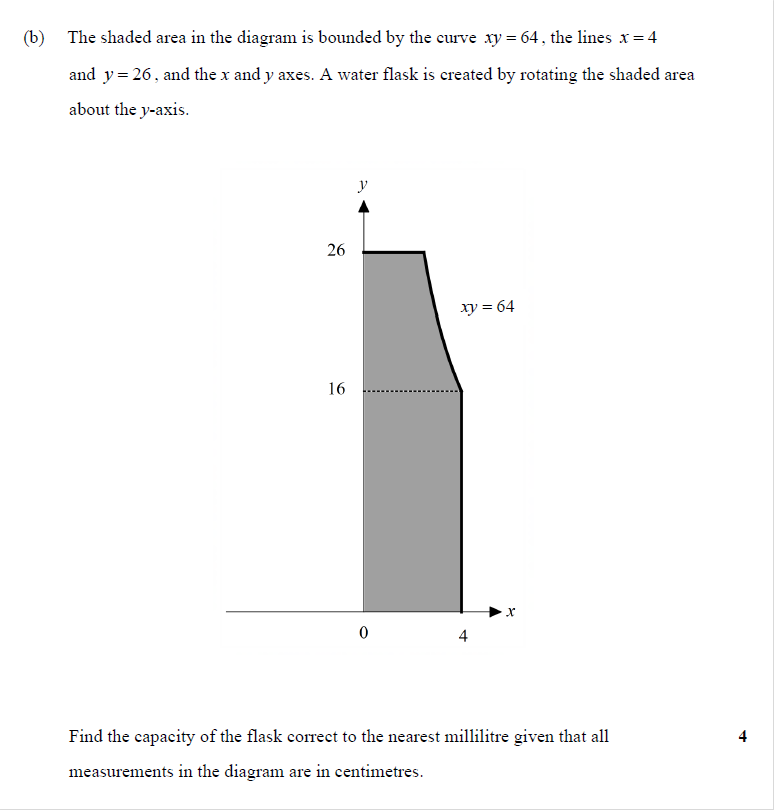 (b) The shaded area in the diagram is bounded by the curve xy = 64, the lines x = 4
and y = 26, and the x and y axes. A water flask is created by rotating the shaded area
about the y-axis.
y
26
xy = 64
16
x
0
4
Find the capacity of the flask correct to the nearest millilitre given that all 4
measurements in the diagram are in centimetres.